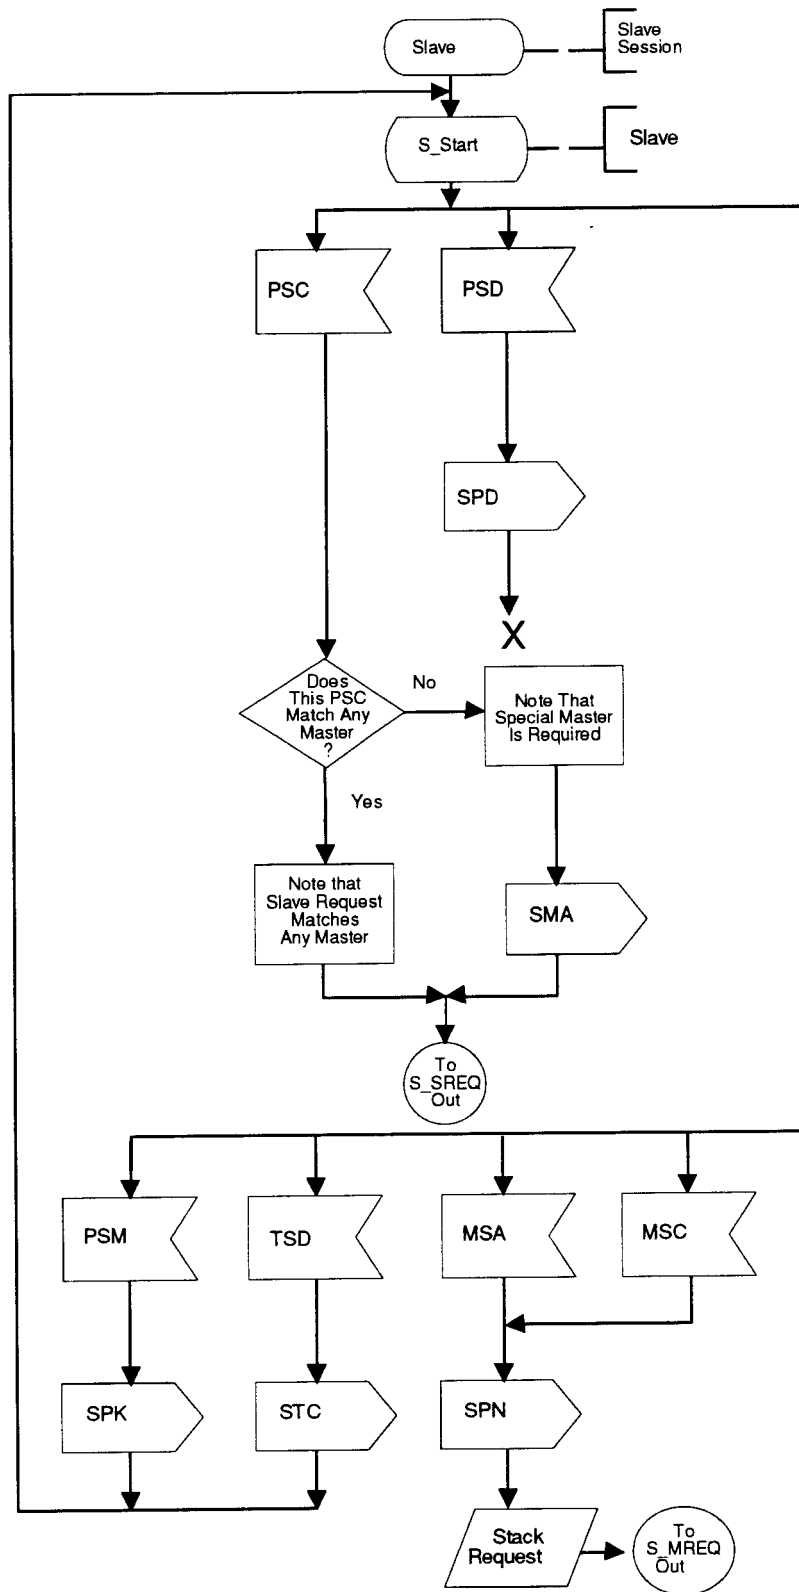 Slave
Slave
Session
S_Start
Slave
PSC
PSD
SPD
X
Does
This PSC
Match Any
Master
?
No
Note That
Special Master
Is Required
Yes
Note that
Slave Request
Matches
Any Master
SMA
To
S_SREQ
Out
PSM
TSD
MSA
MSC
SPK
STC
SPN
Stack
Request
To
S_MREQ
Out